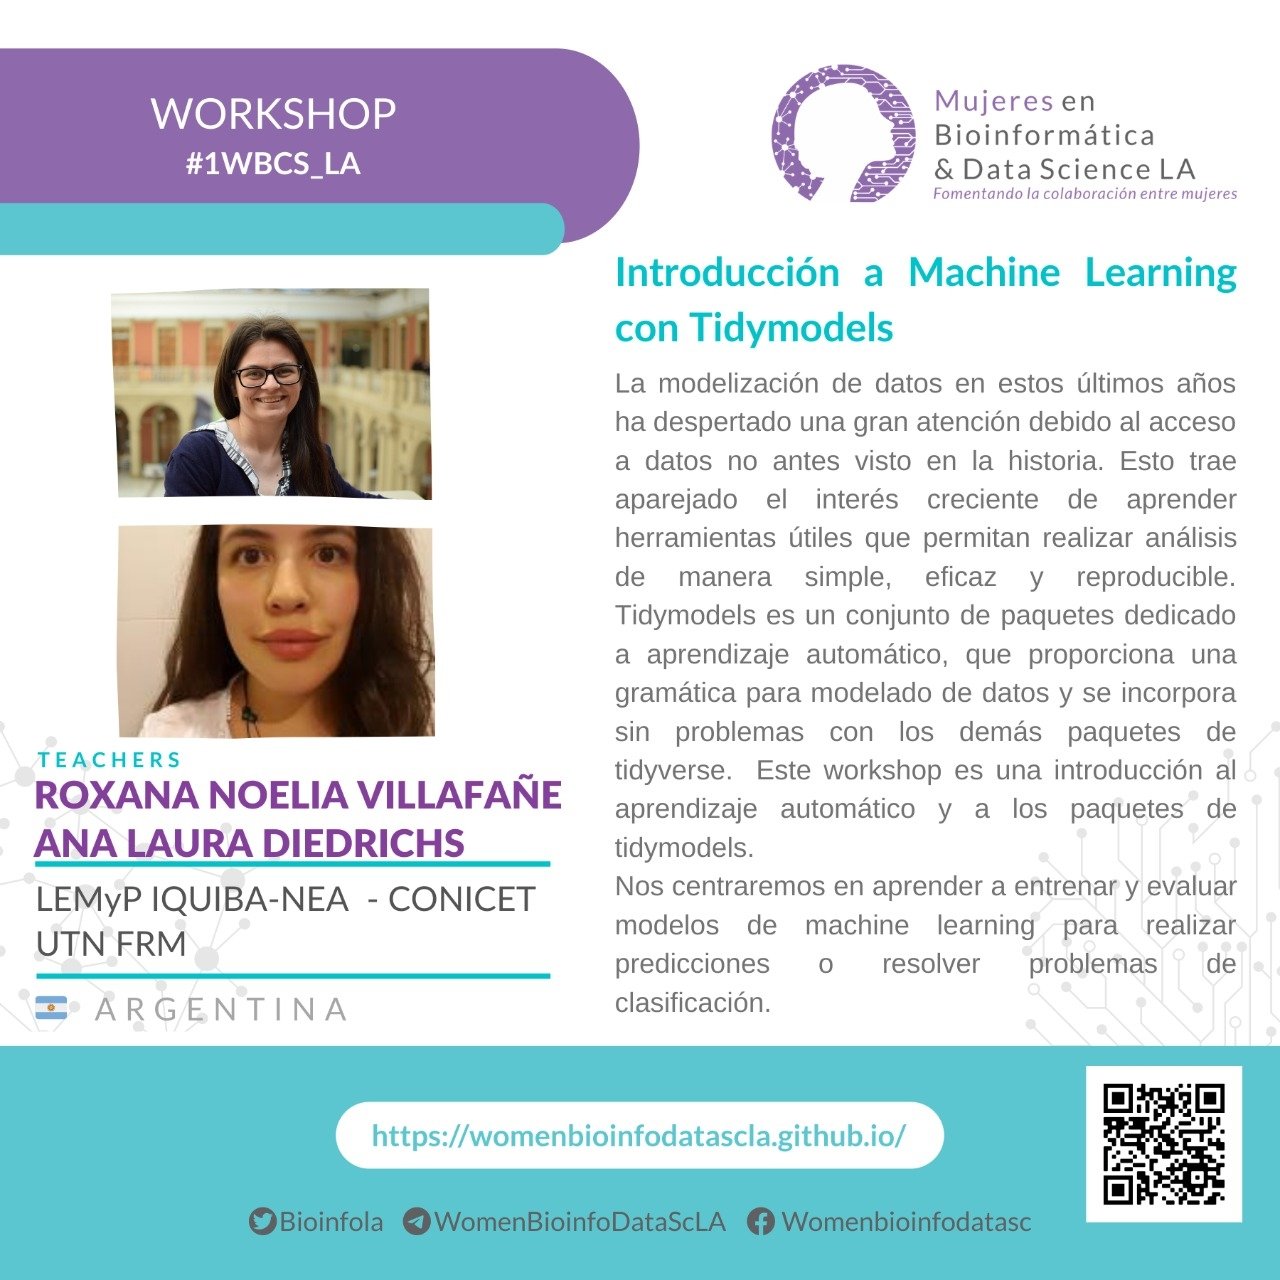 WORKSHOP
#1WBCS_LA
Mujeres en
Bioinformática
& Data Science LA
Fomentando la colaboración entre mujeres
Introducción a Machine Learning
con Tidymodels
La modelización de datos en estos últimos años
ha despertado una gran atención debido al acceso
a datos no antes visto en la historia. Esto trae
aparejado el interés creciente de aprender
herramientas útiles que permitan realizar análisis
de manera simple, eficaz y reproducible.
Tidymodels es un conjunto de paquetes dedicado
a aprendizaje automático, que proporciona una
gramática para modelado de datos y se incorpora
sin problemas con los demás paquetes de
tidyverse. Este workshop es una introducción al
aprendizaje automático y a los paquetes de
tidymodels.
Nos centraremos en aprender a entrenar y evaluar
modelos de machine learning para realizar
predicciones o resolver problemas de
clasificación.
TEACHERS
ROXANA NOELIA VILLAFAÑE
ANA LAURA DIEDRICHS
LEMyP IQUIBA-NEA - CONICET
UTN FRM
ARGENTINA
https://womenbioinfodatascla.github.io/
Bioinfola WomenBioinfoDataScLA Womenbioinfodatasc